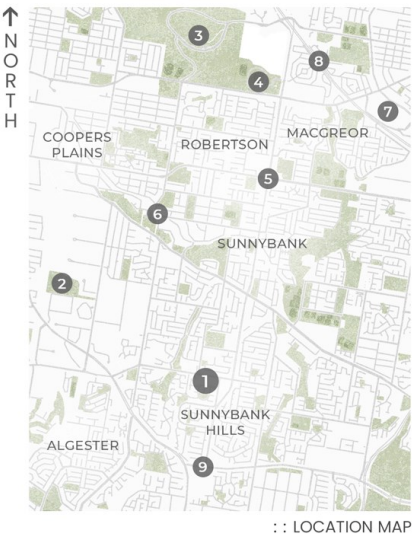 NORTH
3
8
4
7
MACGREOR
COOPERS
PLAINS
ROBERTSON
5
6
SUNNYBANK
2
1
SUNNYBANK
HILLS
ALGESTER
9
: : LOCATION MAP